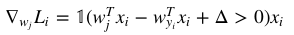 ∇_{w_j} L_i = 𝟙(w_j^T x_i − w_{y_i}^T x_i + Δ > 0)x_i